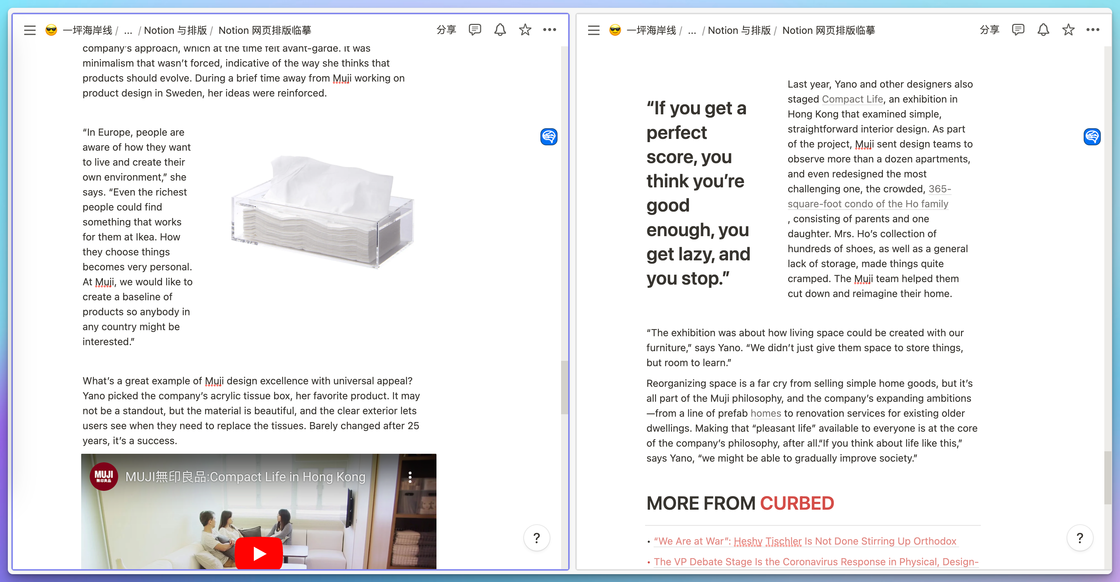 一坪海岸线 / ... / Notion 与排版 / Notion 网页排版临摹
分享
company's approach, which at the time felt avant-garde. It was
minimalism that wasn't forced, indicative of the way she thinks that
products should evolve. During a brief time away from Muji working on
product design in Sweden, her ideas were reinforced.
“In Europe, people are
aware of how they want
to live and create their
own environment,” she
says. “Even the richest
people could find
something that works
for them at Ikea. How
they choose things
becomes very personal.
At Muji, we would like to
create a baseline of
products so anybody in
any country might be
interested.”
What's a great example of Muji design excellence with universal appeal?
Yano picked the company's acrylic tissue box, her favorite product. It may
not be a standout, but the material is beautiful, and the clear exterior lets
users see when they need to replace the tissues. Barely changed after 25
years, it's a success.
MUJI
無印良品
MUJI無印良品:Compact Life in Hong Kong
?
一坪海岸线 / ... / Notion 与排版 / Notion 网页排版临摹
分享
“If you get a
perfect
score, you
think you're
good
enough, you
get lazy, and
you stop.”
Last year, Yano and other designers also
staged Compact Life, an exhibition in
Hong Kong that examined simple,
straightforward interior design. As part
of the project, Muji sent design teams to
observe more than a dozen apartments,
and even redesigned the most
challenging one, the crowded, 365-
square-foot condo of the Ho family
, consisting of parents and one
daughter. Mrs. Ho's collection of
hundreds of shoes, as well as a general
lack of storage, made things quite
cramped. The Muji team helped them
cut down and reimagine their home.
“The exhibition was about how living space could be created with our
furniture,” says Yano. “We didn't just give them space to store things,
but room to learn.”
Reorganizing space is a far cry from selling simple home goods, but it's
all part of the Muji philosophy, and the company's expanding ambitions
—from a line of prefab homes to renovation services for existing older
dwellings. Making that “pleasant life” available to everyone is at the core
of the company's philosophy, after all.“If you think about life like this,”
says Yano, “we might be able to gradually improve society.”
MORE FROM CURBED
• “We Are at War”: Heshy Tischler Is Not Done Stirring Up Orthodox
• The VP Debate Stage Is the Coronavirus Response in Physical, Design-
?